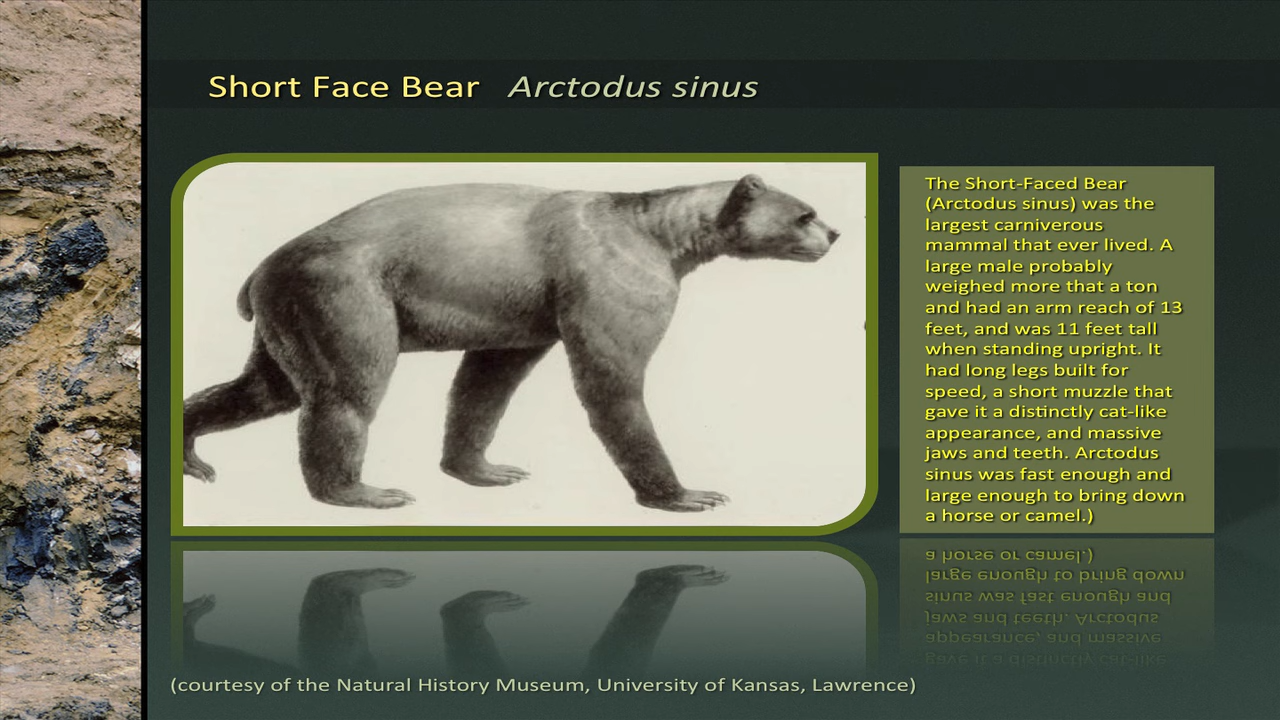 Short Face Bear Arctodus sinus
The Short-Faced Bear
(Arctodus sinus) was the
largest carniverous
mammal that ever lived. A
large male probably
weighed more that a ton
and had an arm reach of 13
feet, and was 11 feet tall
when standing upright. It
had long legs built for
speed, a short muzzle that
gave it a distinctly cat-like
appearance, and massive
jaws and teeth. Arctodus
sinus was fast enough and
large enough to bring down
a horse or camel.)
(courtesy of the Natural History Museum, University of Kansas, Lawrence)